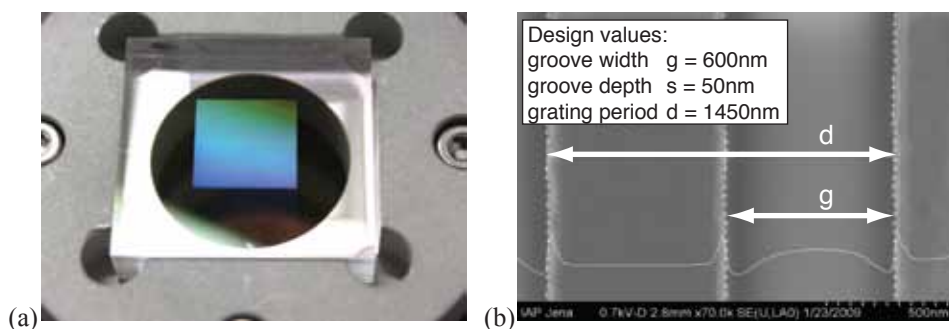 (a)
(b)
Design values:
groove width g = 600nm
groove depth s = 50nm
grating period d = 1450nm
d
g
IAP Jena 0.7kV-D 2.8mm x70.0k SE(U,LA0) 1/23/2009 500nm